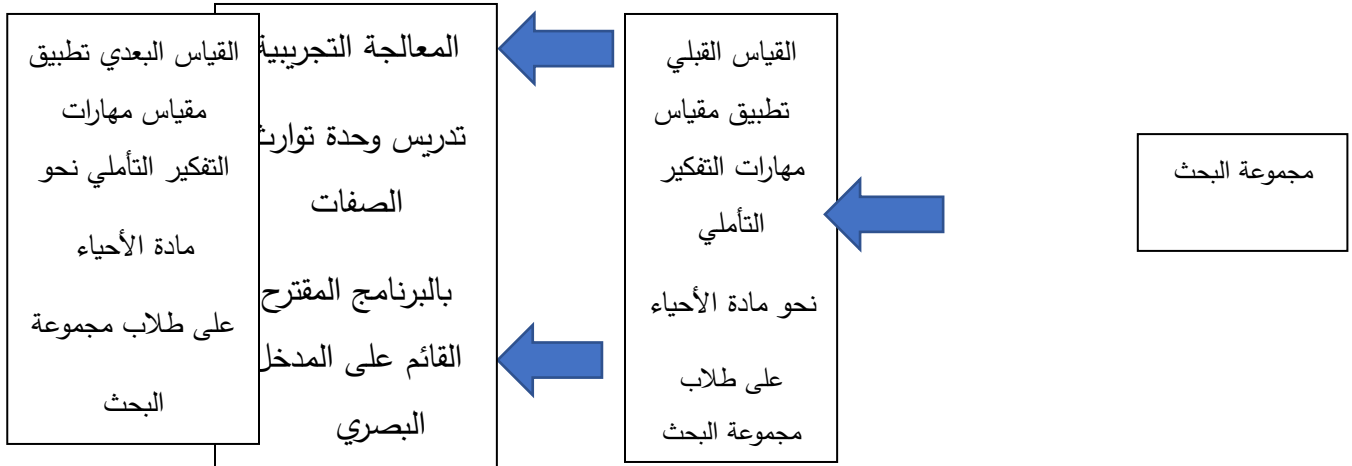 مجموعة البحث
القياس القبلي
تطبيق مقياس
مهارات التفكير
التأملي
نحو مادة الأحياء
على طلاب
مجموعة البحث
المعالجة التجريبية
تدريس وحدة توارث
الصفات
بالبرنامج المقترح
القائم على المدخل
البصري
القياس البعدي تطبيق
مقياس مهارات
التفكير التأملي نحو
مادة الأحياء
على طلاب مجموعة
البحث